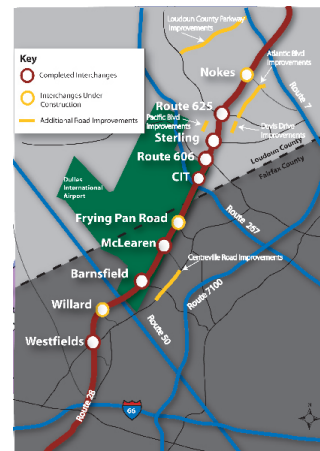 Loudoun County Parkway
Improvements
Key
Completed Interchanges
Interchanges Under
Construction
Additional Road Improvements
Atlantic Blvd
Improvements
Nokes
Route 7
Route 625
Pacific Blvd
Improvements
Davis Drive
Improvements
Sterling
Route 606
Loudoun County
Fairfax County
CIT
Dulles
International
Airport
Frying Pan Road
Route 267
McLearen
Centreville Road Improvements
Barnsfield
Route 7100
Willard
Route 50
Westfields
Route 28
66